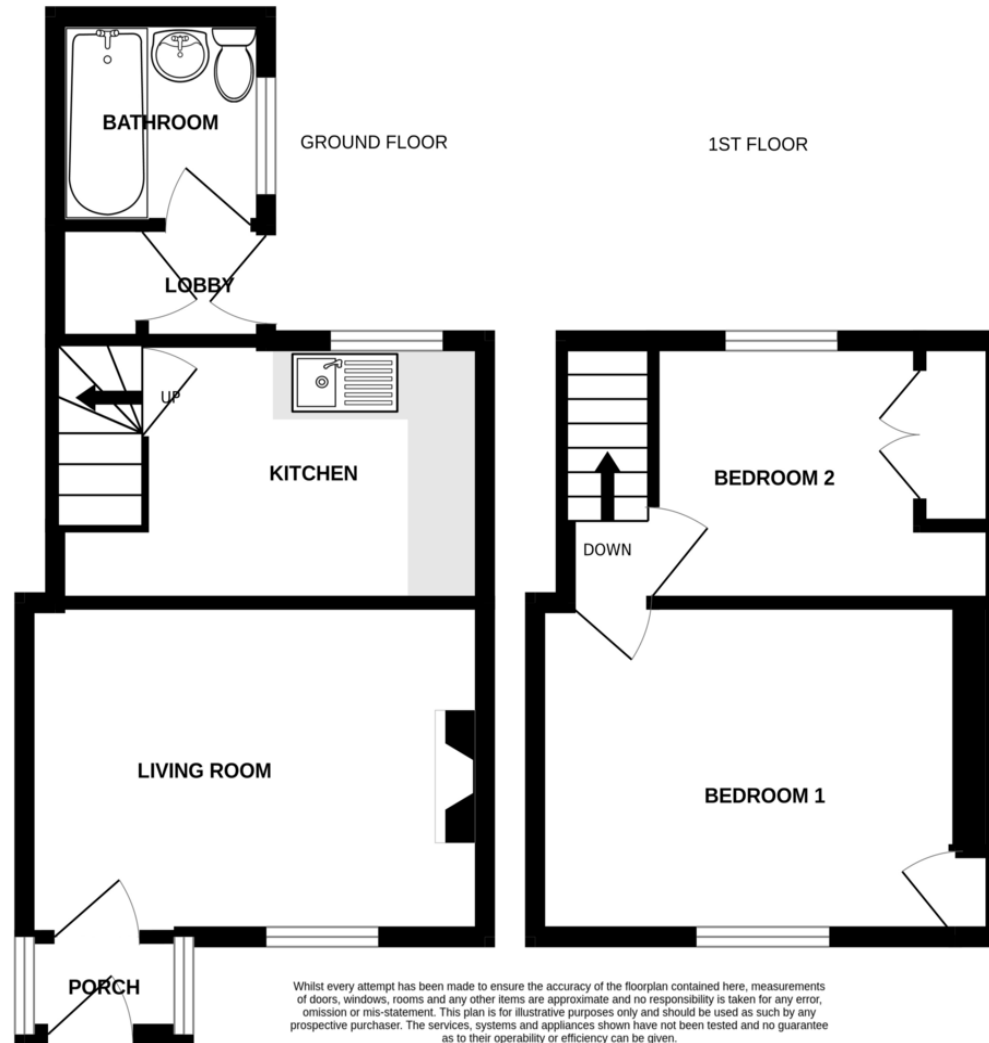 BATHROOM
GROUND FLOOR
1ST FLOOR
LOBBY
UP
KITCHEN
BEDROOM 2
DOWN
LIVING ROOM
BEDROOM 1
PORCH
Whilst every attempt has been made to ensure the accuracy of the floorplan contained here, measurements
of doors, windows, rooms and any other items are approximate and no responsibility is taken for any error,
omission or mis-statement. This plan is for illustrative purposes only and should be used as such by any
prospective purchaser. The services, systems and appliances shown have not been tested and no guarantee
as to their operability or efficiency can be given.